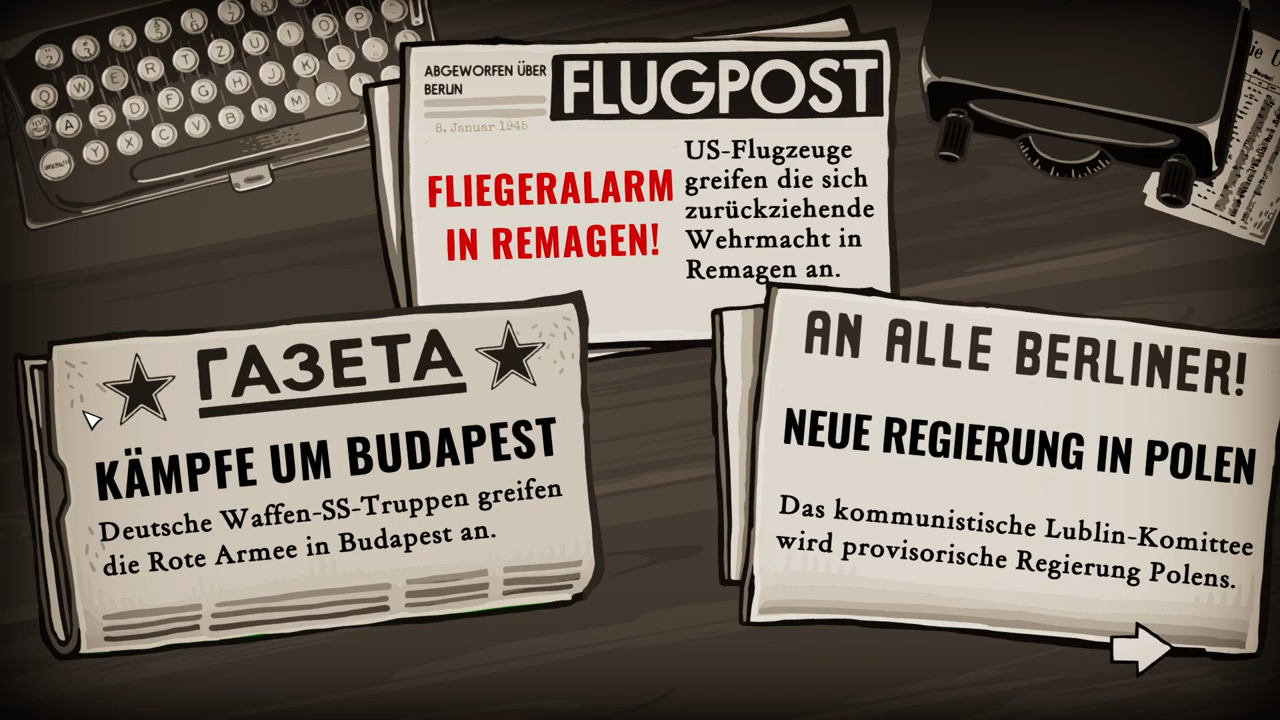 ABGEWORFEN ÜBER
BERLIN
FLUGPOST
8. Januar 1945
FLIEGERALARM
IN REMAGEN!
US-Flugzeuge
greifen die sich
zurückziehende
Wehrmacht in
Remagen an.
ГАЗЕТА
KÄMPFE UM BUDAPEST
Deutsche Waffen-SS-Truppen greifen
die Rote Armee in Budapest an.
AN ALLE BERLINER!
NEUE REGIERUNG IN POLEN
Das kommunistische Lublin-Komittee
wird provisorische Regierung Polens.